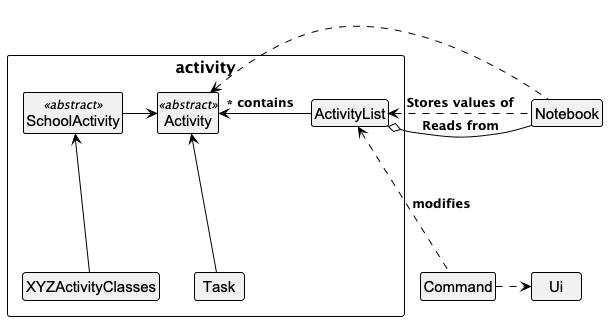 activity
«abstract»
SchoolActivity
«abstract»
Activity
* contains
ActivityList
Stores values of
Reads from
Notebook
modifies
XYZActivityClasses
Task
Command
Ui